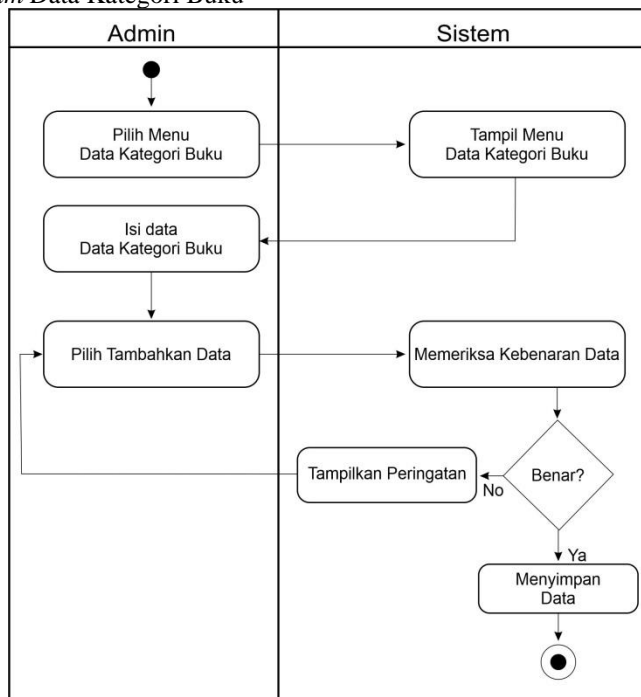 Data Kategori Buku
Admin
Sistem
Pilih Menu
Data Kategori Buku
Tampil Menu
Data Kategori Buku
Isi data
Data Kategori Buku
Pilih Tambahkan Data
Memeriksa Kebenaran Data
Tampilkan Peringatan
No
Benar?
Ya
Menyimpan
Data